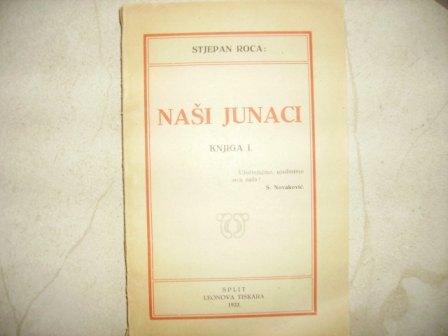 STJEPAN ROCA:
NAŠI JUNACI
KNJIGA I.
S. Novaković
SPLIT
LEONOVA TISKARA